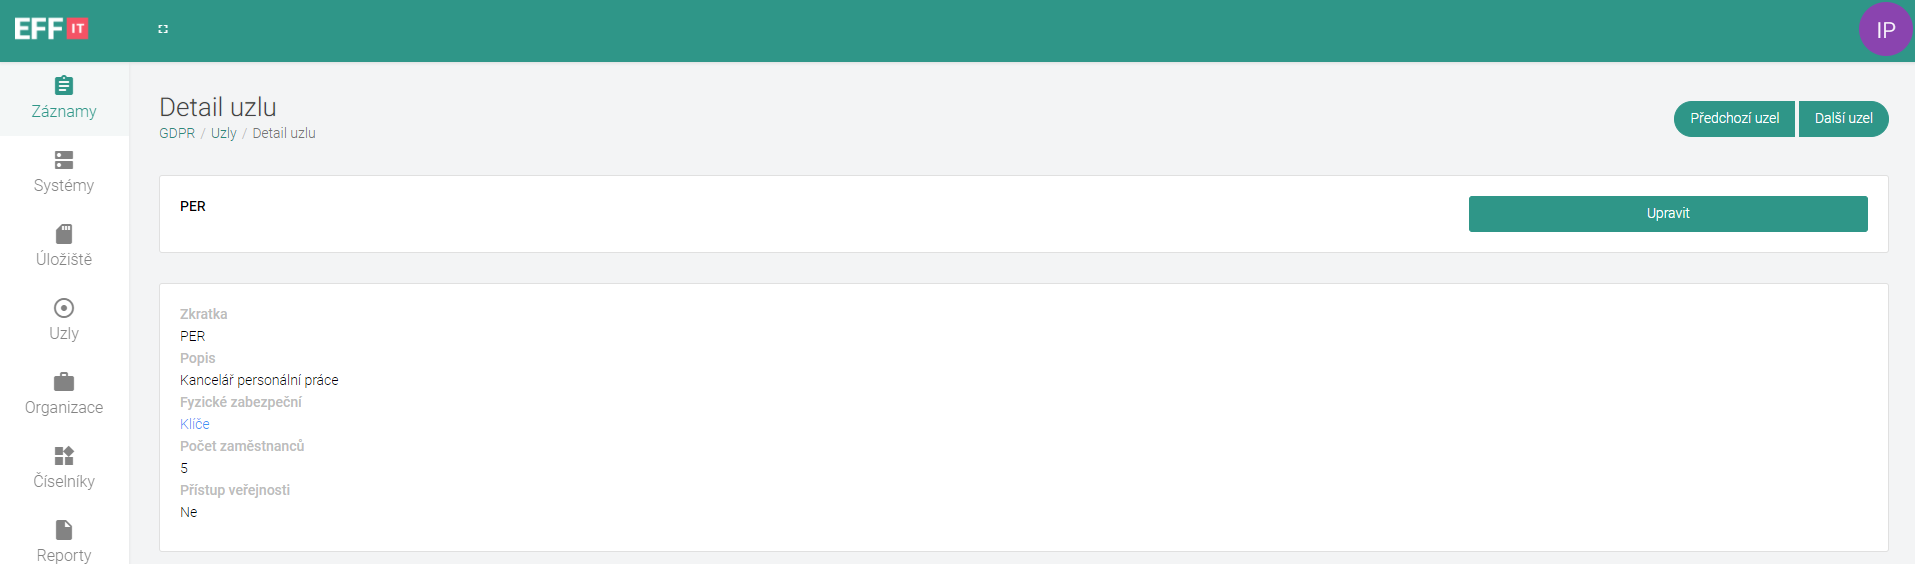 EFF IT
IP
Záznamy
Systémy
Úložiště
Uzly
Organizace
Číselníky
Reporty
Detail uzlu
GDPR / Uzly / Detail uzlu
Předchozí uzel
Další uzel
PER
Upravit
Zkratka
PER
Popis
Kancelář personální práce
Fyzické zabezpeční
Klíče
Počet zaměstnanců
5
Přístup veřejnosti
Ne